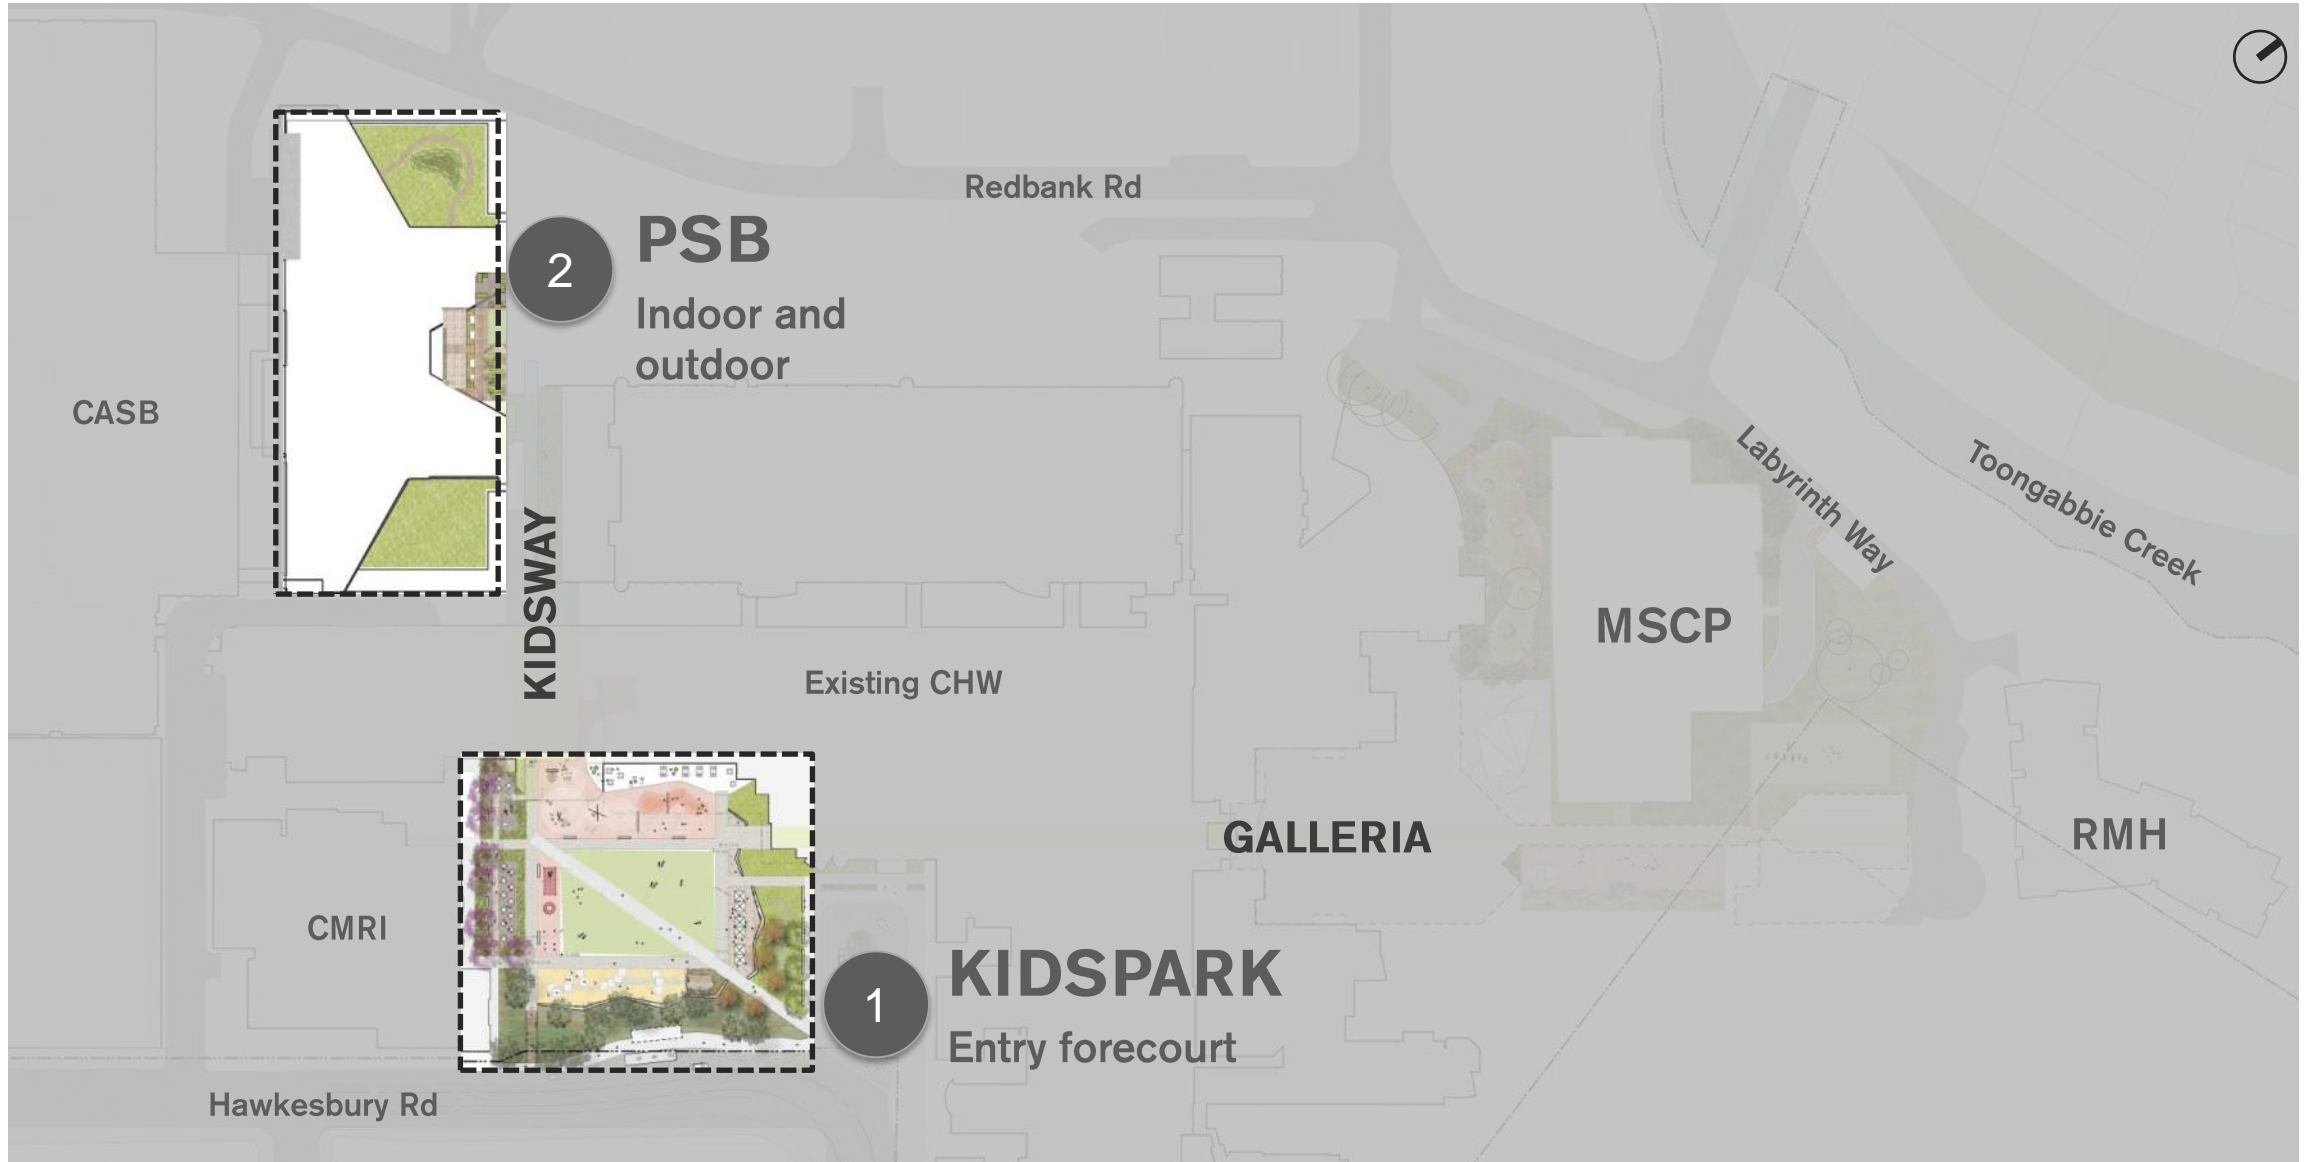 Redbank Rd
2
PSB
Indoor and
outdoor
CASB
KIDSWAY
Labyrinth Way
Toongabbie Creek
MSCP
Existing CHW
GALLERIA
RMH
CMRI
1
KIDSPARK
Entry forecourt
Hawkesbury Rd